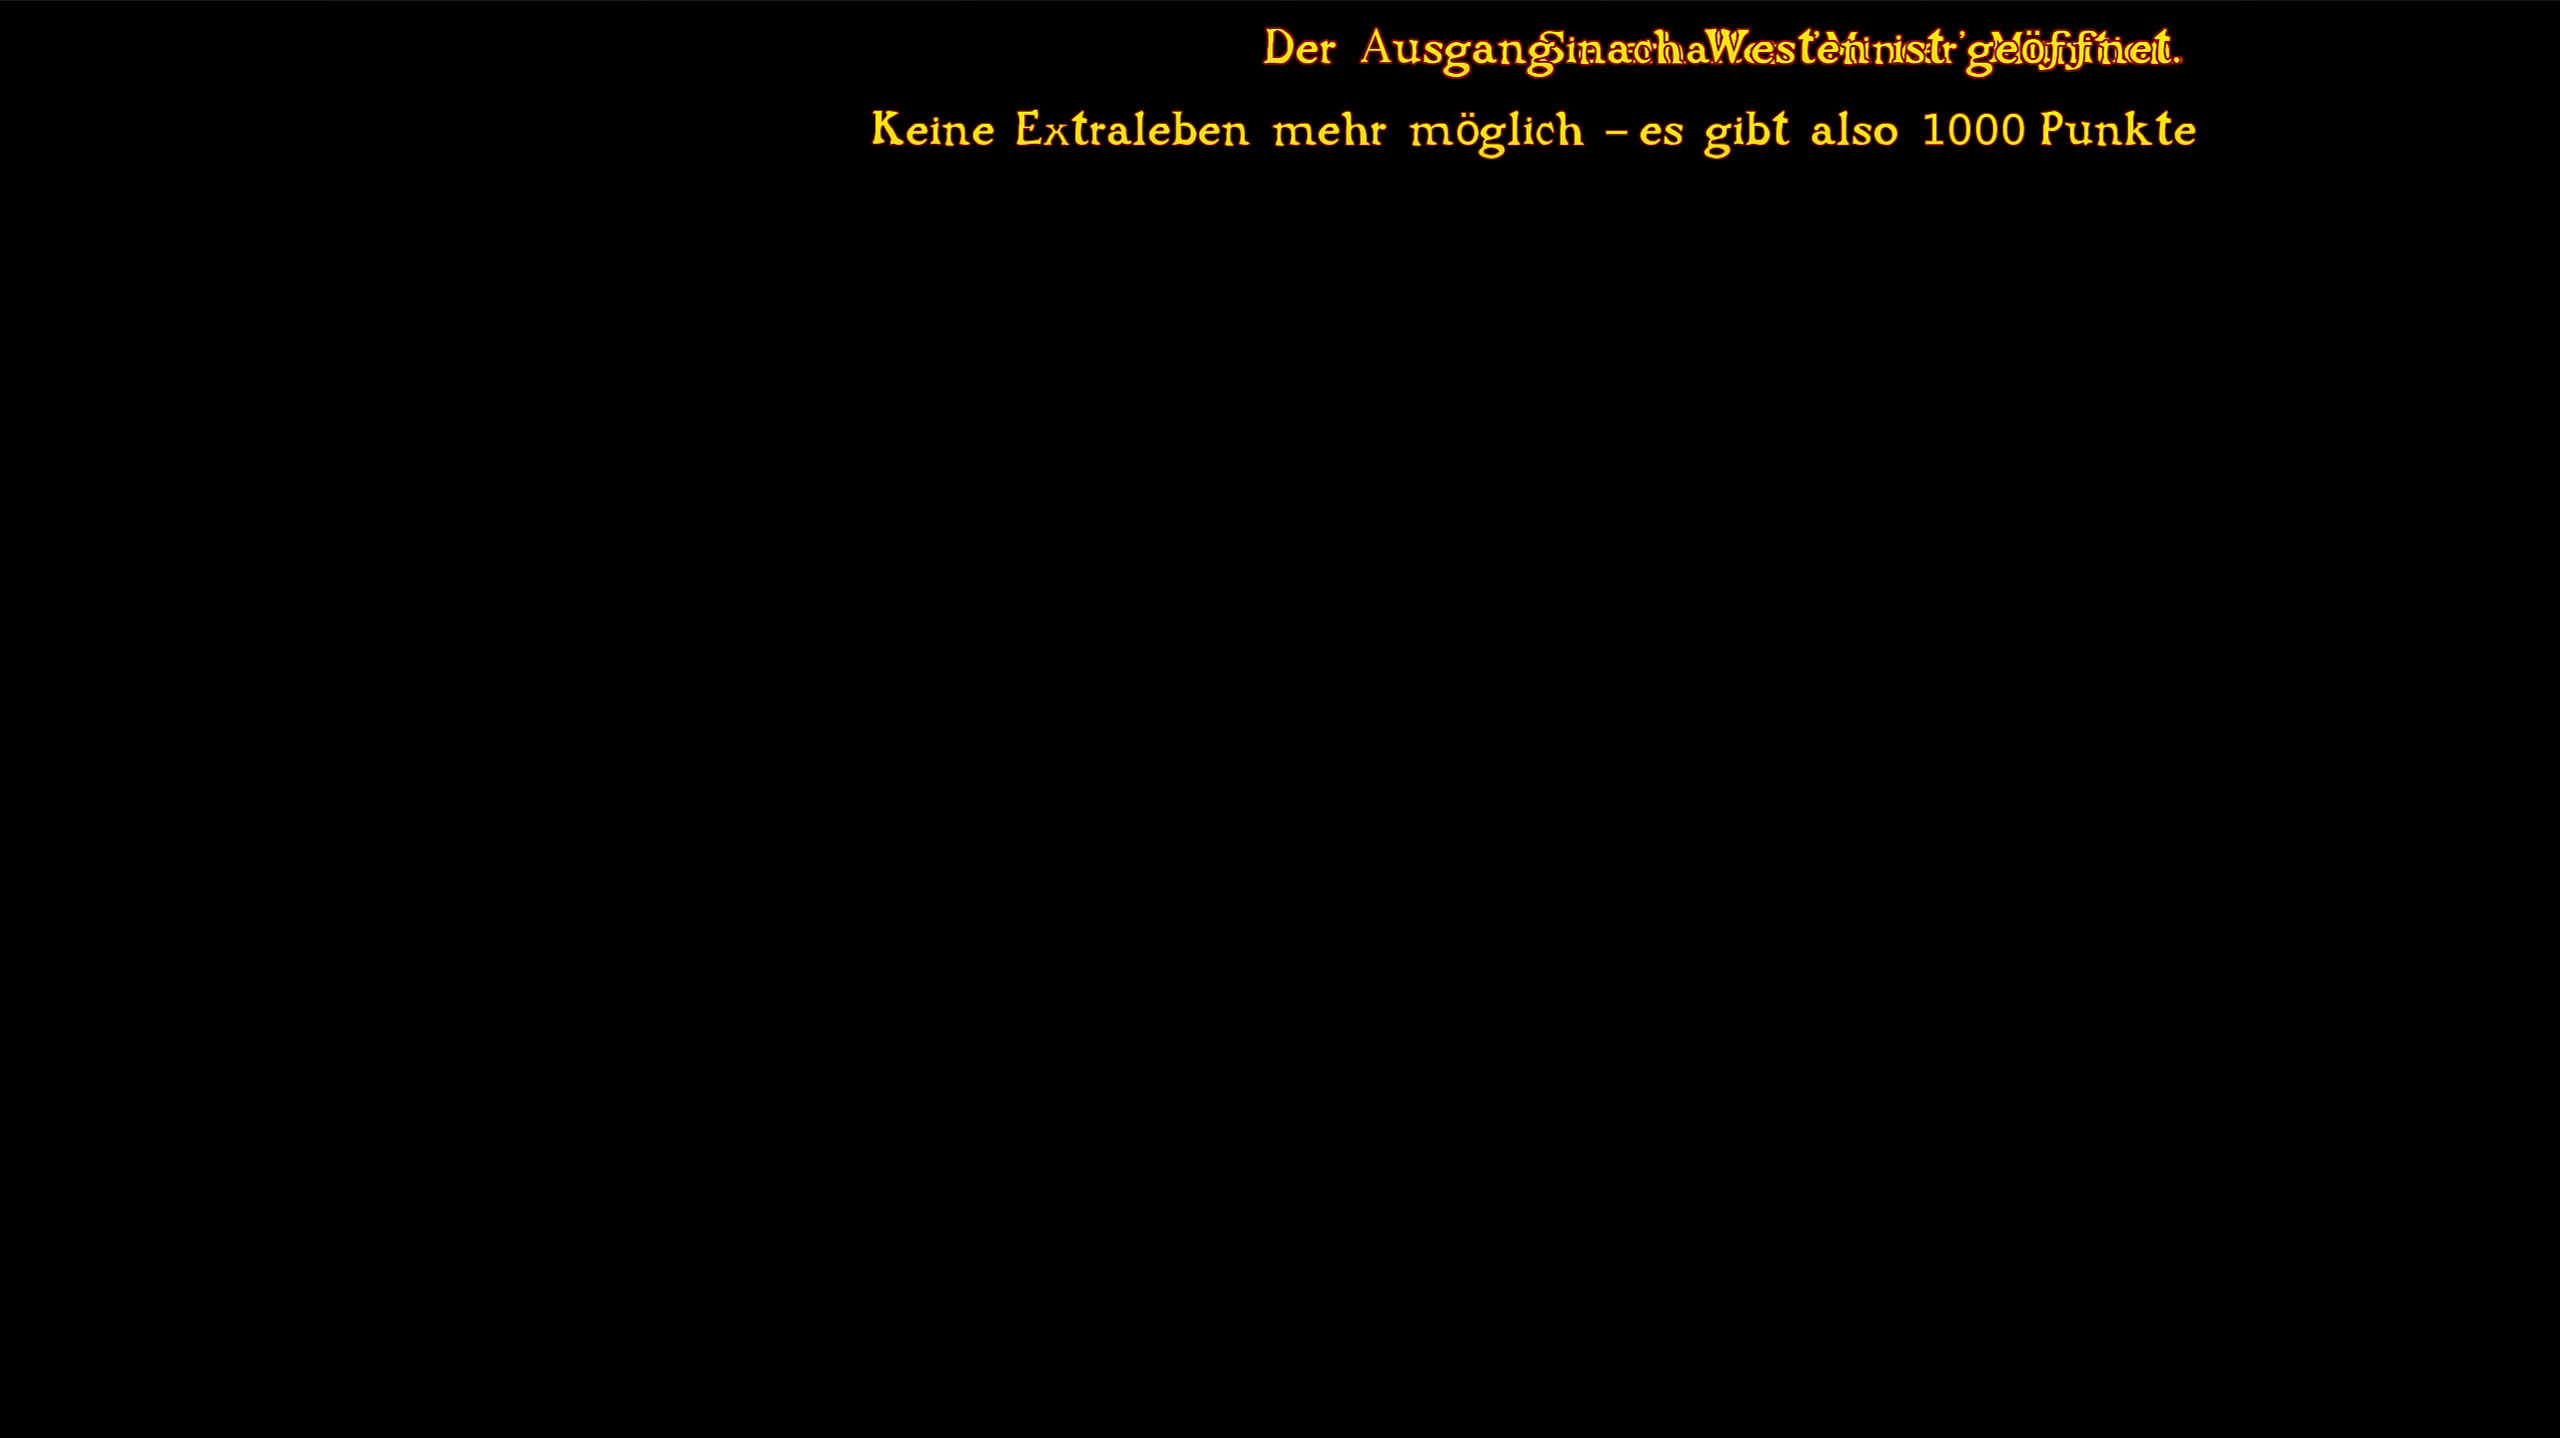 Der Ausgang nach Westen ist geöffnet.
Keine Extraleben mehr möglich – es gibt also 1000 Punkte